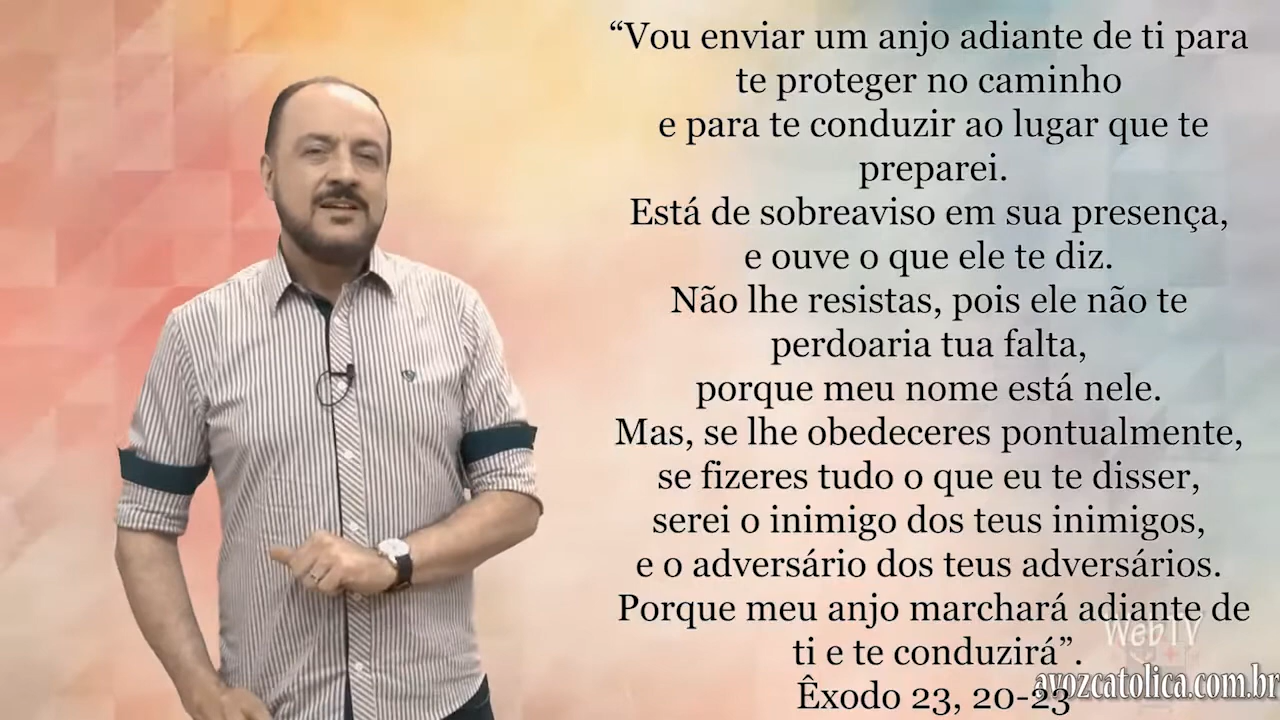 “Vou enviar um anjo adiante de ti para
te proteger no caminho
e para te conduzir ao lugar que te
preparei.
Está de sobreaviso em sua presença,
e ouve o que ele te diz.
Não lhe resistas, pois ele não te
perdoaria tua falta,
porque meu nome está nele.
Mas, se lhe obedeceres pontualmente,
se fizeres tudo o que eu te disser,
serei o inimigo dos teus inimigos,
e o adversário dos teus adversários.
Porque meu anjo marchará adiante de
ti e te conduzirá”.
Êxodo 23, 20-23
WebTV
avozcatolica.com.br